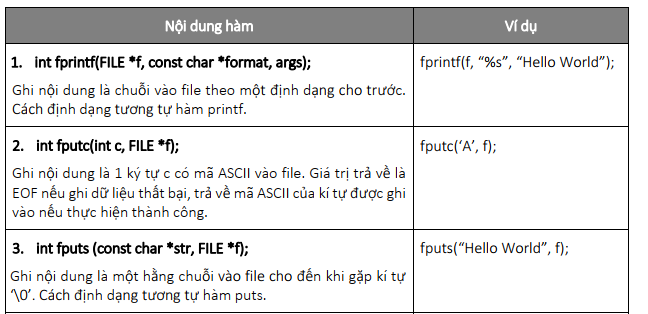 Nội dung hàm
Ví dụ
1. int fprintf(FILE *f, const char *format, args);
fprintf(f, “%s”, “Hello World”);
Ghi nội dung là chuỗi vào file theo một định dạng cho trước.
Cách định dạng tương tự hàm printf.
2. int fputc(int c, FILE *f);
fputc(‘A’, f);
Ghi nội dung là 1 ký tự c có mã ASCII vào file. Giá trị trả về là
EOF nếu ghi dữ liệu thất bại, trả về mã ASCII của kí tự được ghi
vào nếu thực hiện thành công.
3. int fputs (const char *str, FILE *f);
fputs(“Hello World”, f);
Ghi nội dung là một hằng chuỗi vào file cho đến khi gặp kí tự
‘\0’. Cách định dạng tương tự hàm puts.